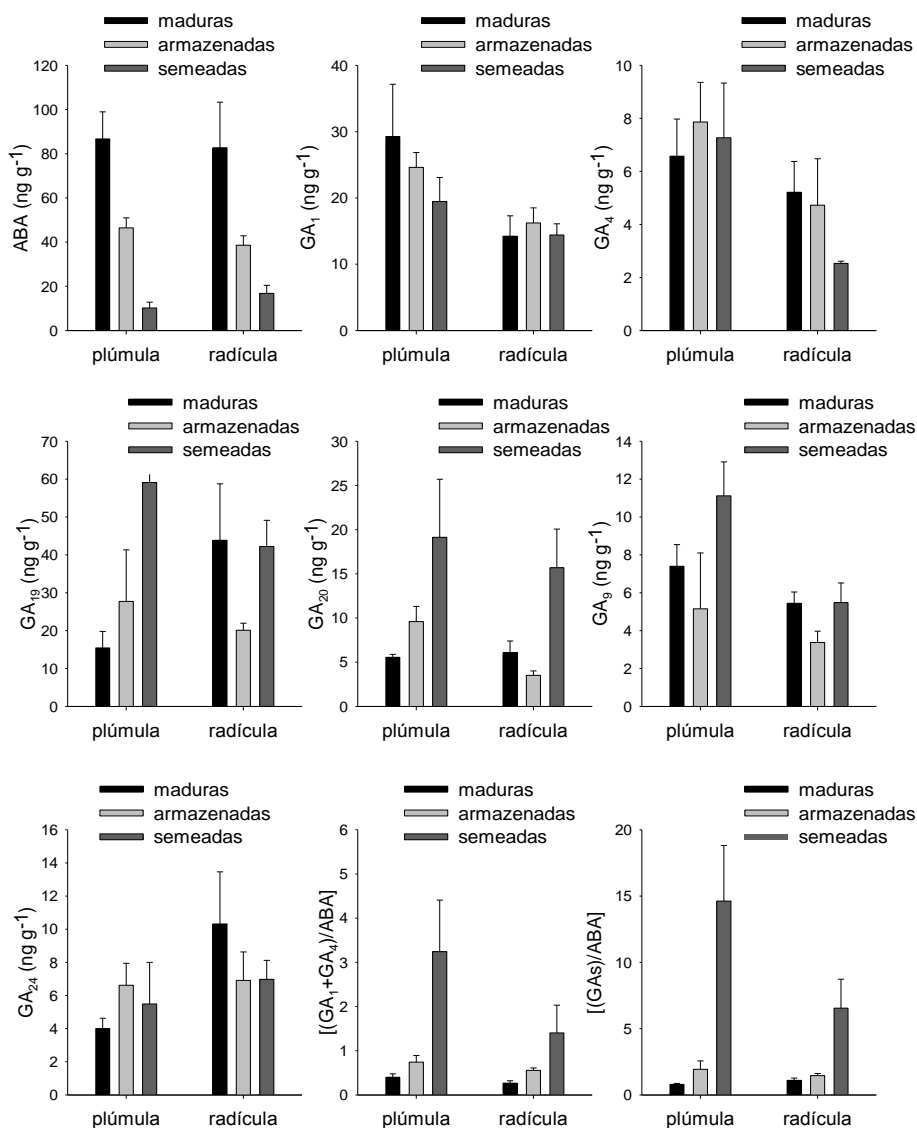 maduras
armazenadas
semeadas
120
100
80
60
40
20
0
ABA (ng g-1)
plúmula radícula
maduras
armazenadas
semeadas
40
30
20
10
0
GA1 (ng g-1)
plúmula radícula
maduras
armazenadas
semeadas
10
8
6
4
2
0
GA4 (ng g-1)
plúmula radícula
maduras
armazenadas
semeadas
70
60
50
40
30
20
10
0
GA19 (ng g-1)
plúmula radícula
maduras
armazenadas
semeadas
30
25
20
15
10
5
0
GA20 (ng g-1)
plúmula radícula
maduras
armazenadas
semeadas
14
12
10
8
6
4
2
0
GA9 (ng g-1)
plúmula radícula
maduras
armazenadas
semeadas
16
14
12
10
8
6
4
2
0
GA24 (ng g-1)
plúmula radícula
maduras
armazenadas
semeadas
6
5
4
3
2
1
0
[(GA1+GA4)/ABA]
plúmula radícula
maduras
armazenadas
semeadas
20
15
10
5
0
[(GAs)/ABA]
plúmula radícula